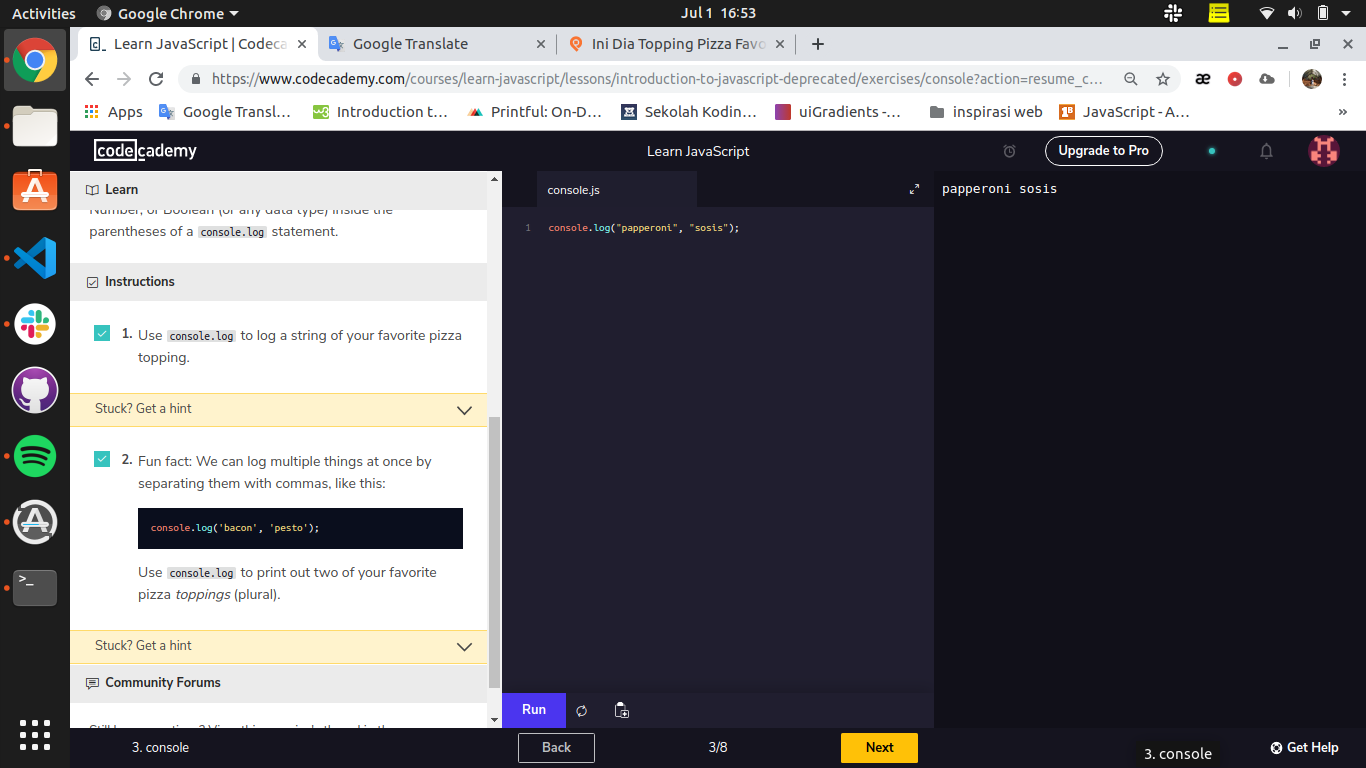 Activities Google Chrome Jul 1 16:53
Learn JavaScript | Codeca Google Translate Ini Dia Topping Pizza Favo
https://www.codecademy.com/courses/learn-javascript/lessons/introduction-to-javascript-deprecated/exercises/console?action=resume_c...
Apps Google Transl... Introduction t... Printful: On-D... Sekolah Kodin... uiGradients -... inspirasi web JavaScript - A... »
codecademy Learn JavaScript Upgrade to Pro
Learn
Number, or Boolean (or any data type) inside the
parentheses of a console.log statement.
Instructions
1. Use console.log to log a string of your favorite pizza
topping.
Stuck? Get a hint
2. Fun fact: We can log multiple things at once by
separating them with commas, like this:
console.log('bacon', 'pesto');
Use console.log to print out two of your favorite
pizza toppings (plural).
Stuck? Get a hint
Community Forums
console.js
1 console.log("papperoni", "sosis");
papperoni sosis
Run
3. console Back 3/8 Next 3. console Get Help